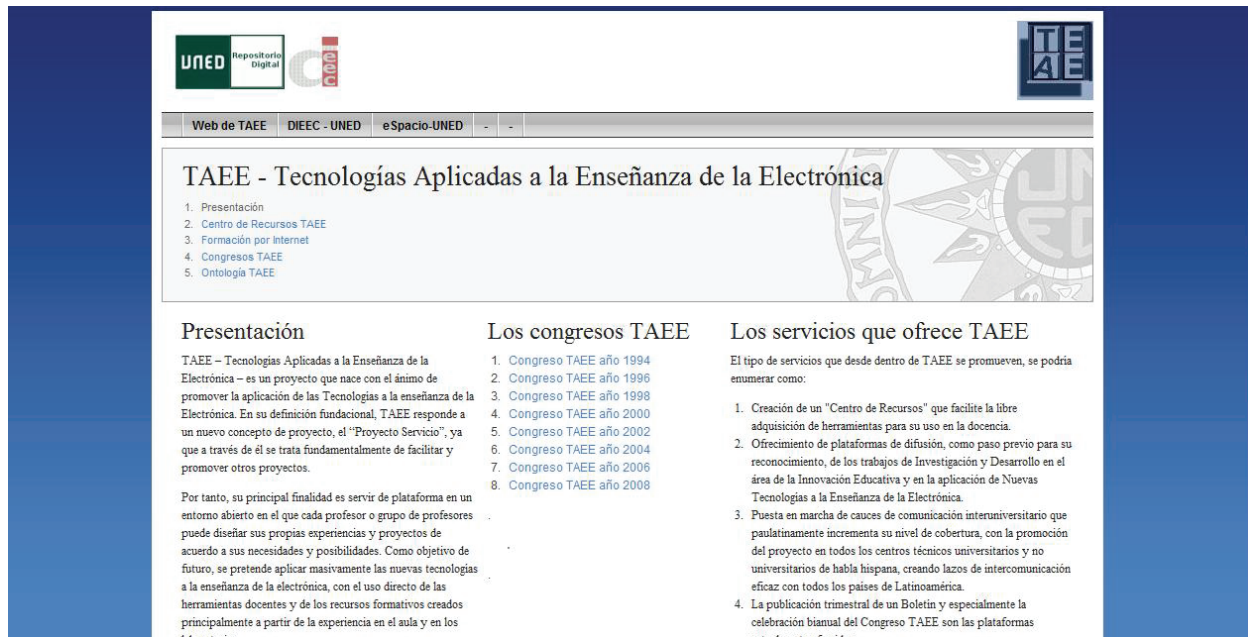 UNED
Repositorio
Digital
ieec
TE
AE
Web de TAEE DIEEC - UNED eSpacio-UNED - -
TAEE - Tecnologías Aplicadas a la Enseñanza de la Electrónica
1. Presentación
2. Centro de Recursos TAEE
3. Formación por Internet
4. Congresos TAEE
5. Ontología TAEE
Presentación
TAEE – Tecnologias Aplicadas a la Enseñanza de la
Electrónica – es un proyecto que nace con el ánimo de
promover la aplicación de las Tecnologias a la enseñanza de la
Electrónica. En su definición fundacional, TAEE responde a
un nuevo concepto de proyecto, el “Proyecto Servicio”, ya
que a través de él se trata fundamentalmente de facilitar y
promover otros proyectos.
Por tanto, su principal finalidad es servir de plataforma en un
entorno abierto en el que cada profesor o grupo de profesores
puede diseñar sus propias experiencias y proyectos de
acuerdo a sus necesidades y posibilidades. Como objetivo de
futuro, se pretende aplicar masivamente las nuevas tecnologias
a la enseñanza de la electrónica, con el uso directo de las
herramientas docentes y de los recursos formativos creados
principalmente a partir de la experiencia en el aula y en los
Los congresos TAEE
1. Congreso TAEE año 1994
2. Congreso TAEE año 1996
3. Congreso TAEE año 1998
4. Congreso TAEE año 2000
5. Congreso TAEE año 2002
6. Congreso TAEE año 2004
7. Congreso TAEE año 2006
8. Congreso TAEE año 2008
Los servicios que ofrece TAEE
El tipo de servicios que desde dentro de TAEE se promueven, se podria
enumerar como:
1. Creación de un "Centro de Recursos" que facilite la libre
adquisición de herramientas para su uso en la docencia.
2. Ofrecimiento de plataformas de difusión, como paso previo para su
reconocimiento, de los trabajos de Investigación y Desarrollo en el
área de la Innovación Educativa y en la aplicación de Nuevas
Tecnologias a la Enseñanza de la Electrónica.
3. Puesta en marcha de cauces de comunicación interuniversitario que
paulatinamente incrementa su nivel de cobertura, con la promoción
del proyecto en todos los centros técnicos universitarios y no
universitarios de habla hispana, creando lazos de intercomunicación
eficaz con todos los paises de Latinoamérica.
4. La publicación trimestral de un Boletin y especialmente la
celebración bianual del Congreso TAEE son las plataformas